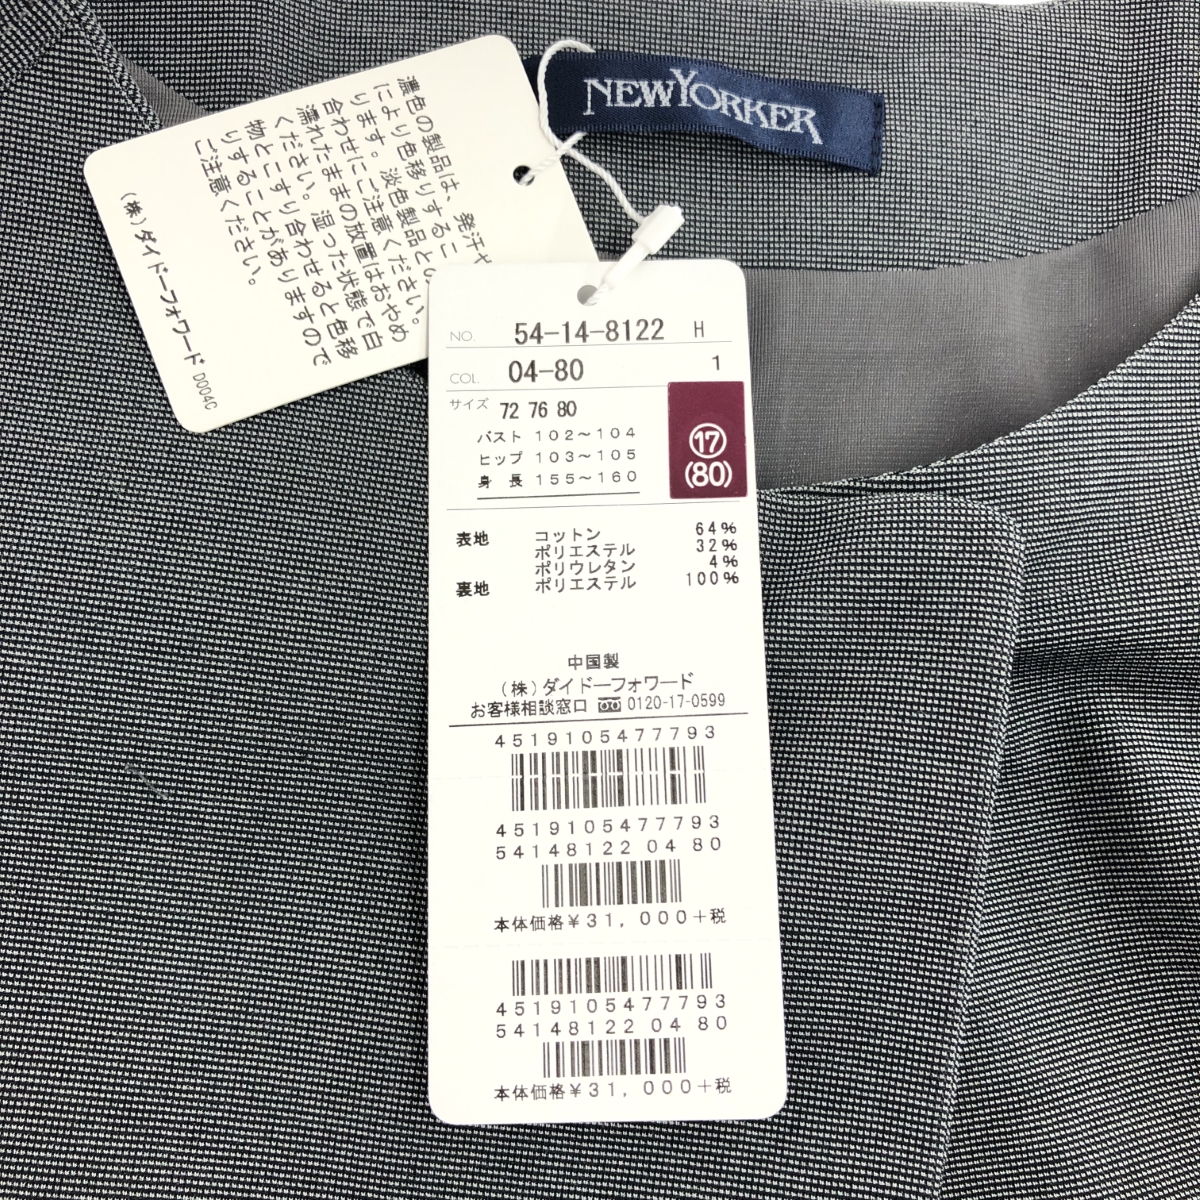 NEWYORKER
濃色の製品は、発汗や
により色移りするこ
ります。淡色製品との
合わせにご注意ください。
濡れたままの放置はおやめ
ください。湿った状態で白
物とこすり合わせると色移
りすることがありますので
ご注意ください。
(株)ダイドーフォワード D004C
NO. 54-14-8122 H
COL. 04-80 1
サイズ 72 76 80
バスト 102～104
ヒップ 103～105
身長 155～160
⑰
(80)
表地 コットン 64%
ポリエステル 32%
ポリウレタン 4%
裏地 ポリエステル 100%
中国製
(株)ダイドーフォワード
お客様相談窓口 0120-17-0599
4519105477793
4519105477793
54148122 04 80
本体価格¥31,000+税
4519105477793
54148122 04 80
本体価格¥31,000+税